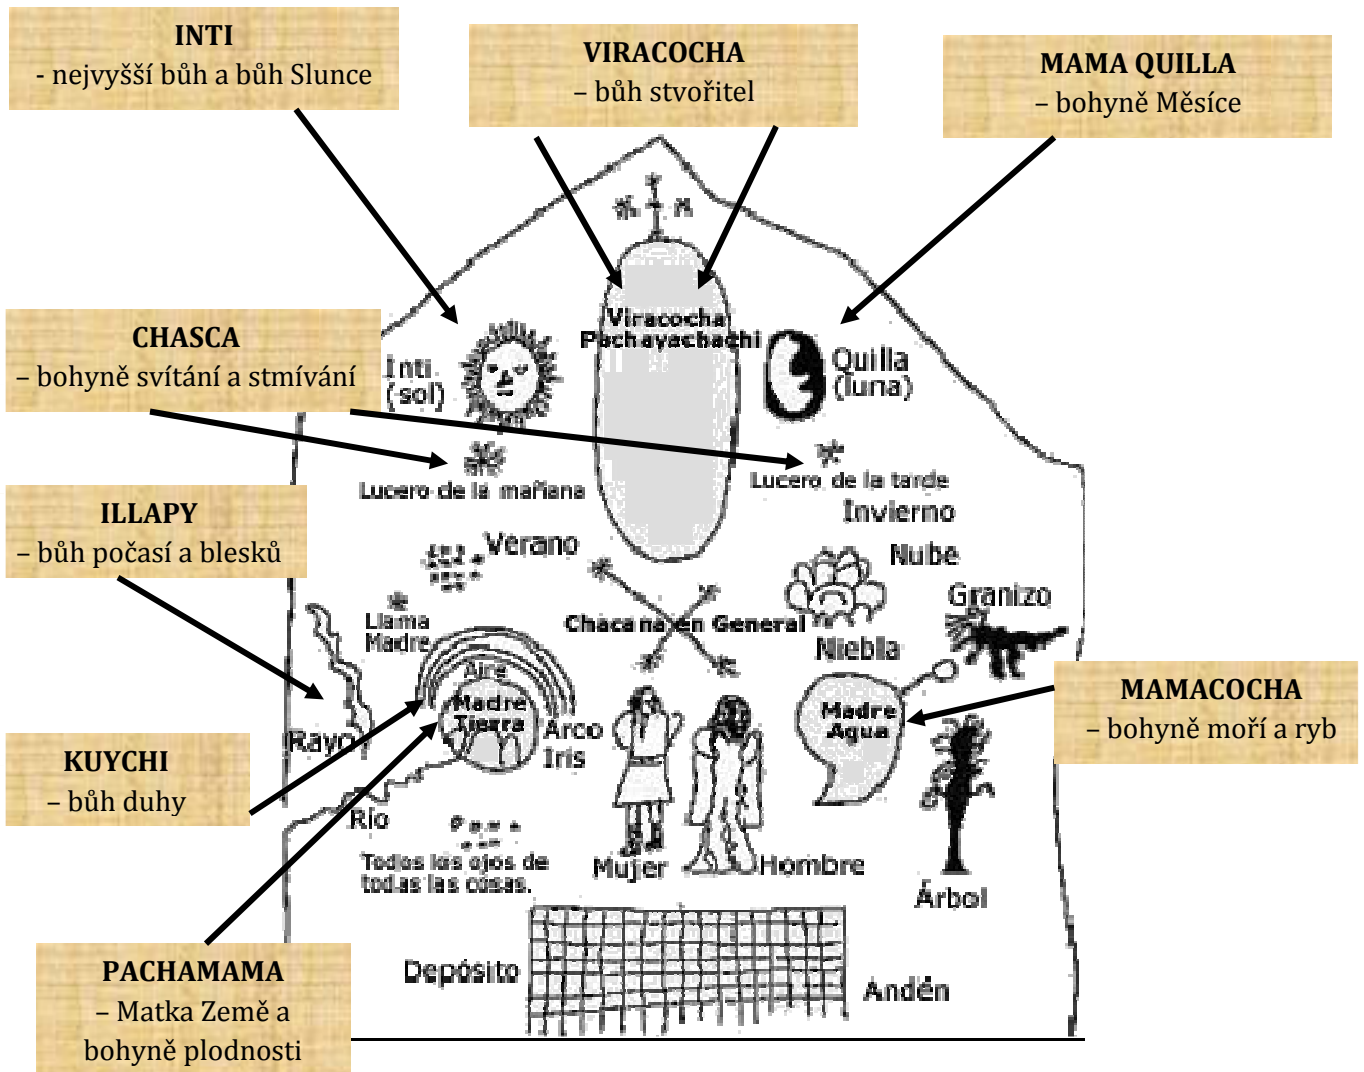 INTI
- nejvyšší bůh a bůh Slunce
VIRACOCHA
– bůh stvořitel
MAMA QUILLA
– bohyně Měsíce
Viracocha
Pachayachachi
CHASCA
– bohyně svítání a stmívání
Inti
(sol)
Quilla
(luna)
Lucero de la mañana
Lucero de la tarde
Invierno
ILLAPY
– bůh počasí a blesků
Verano
Nube
Granizo
Llama
Madre
Chacana en General
Niebla
Aire
Madre
Tierra
Arco
Iris
Madre
Agua
MAMACOCHA
– bohyně moří a ryb
Rayo
KUYCHI
– bůh duhy
Río
Todos los ojos de
todas las cosas.
Mujer
Hombre
Árbol
PACHAMAMA
– Matka Země a
bohyně plodnosti
Depósito
Andén